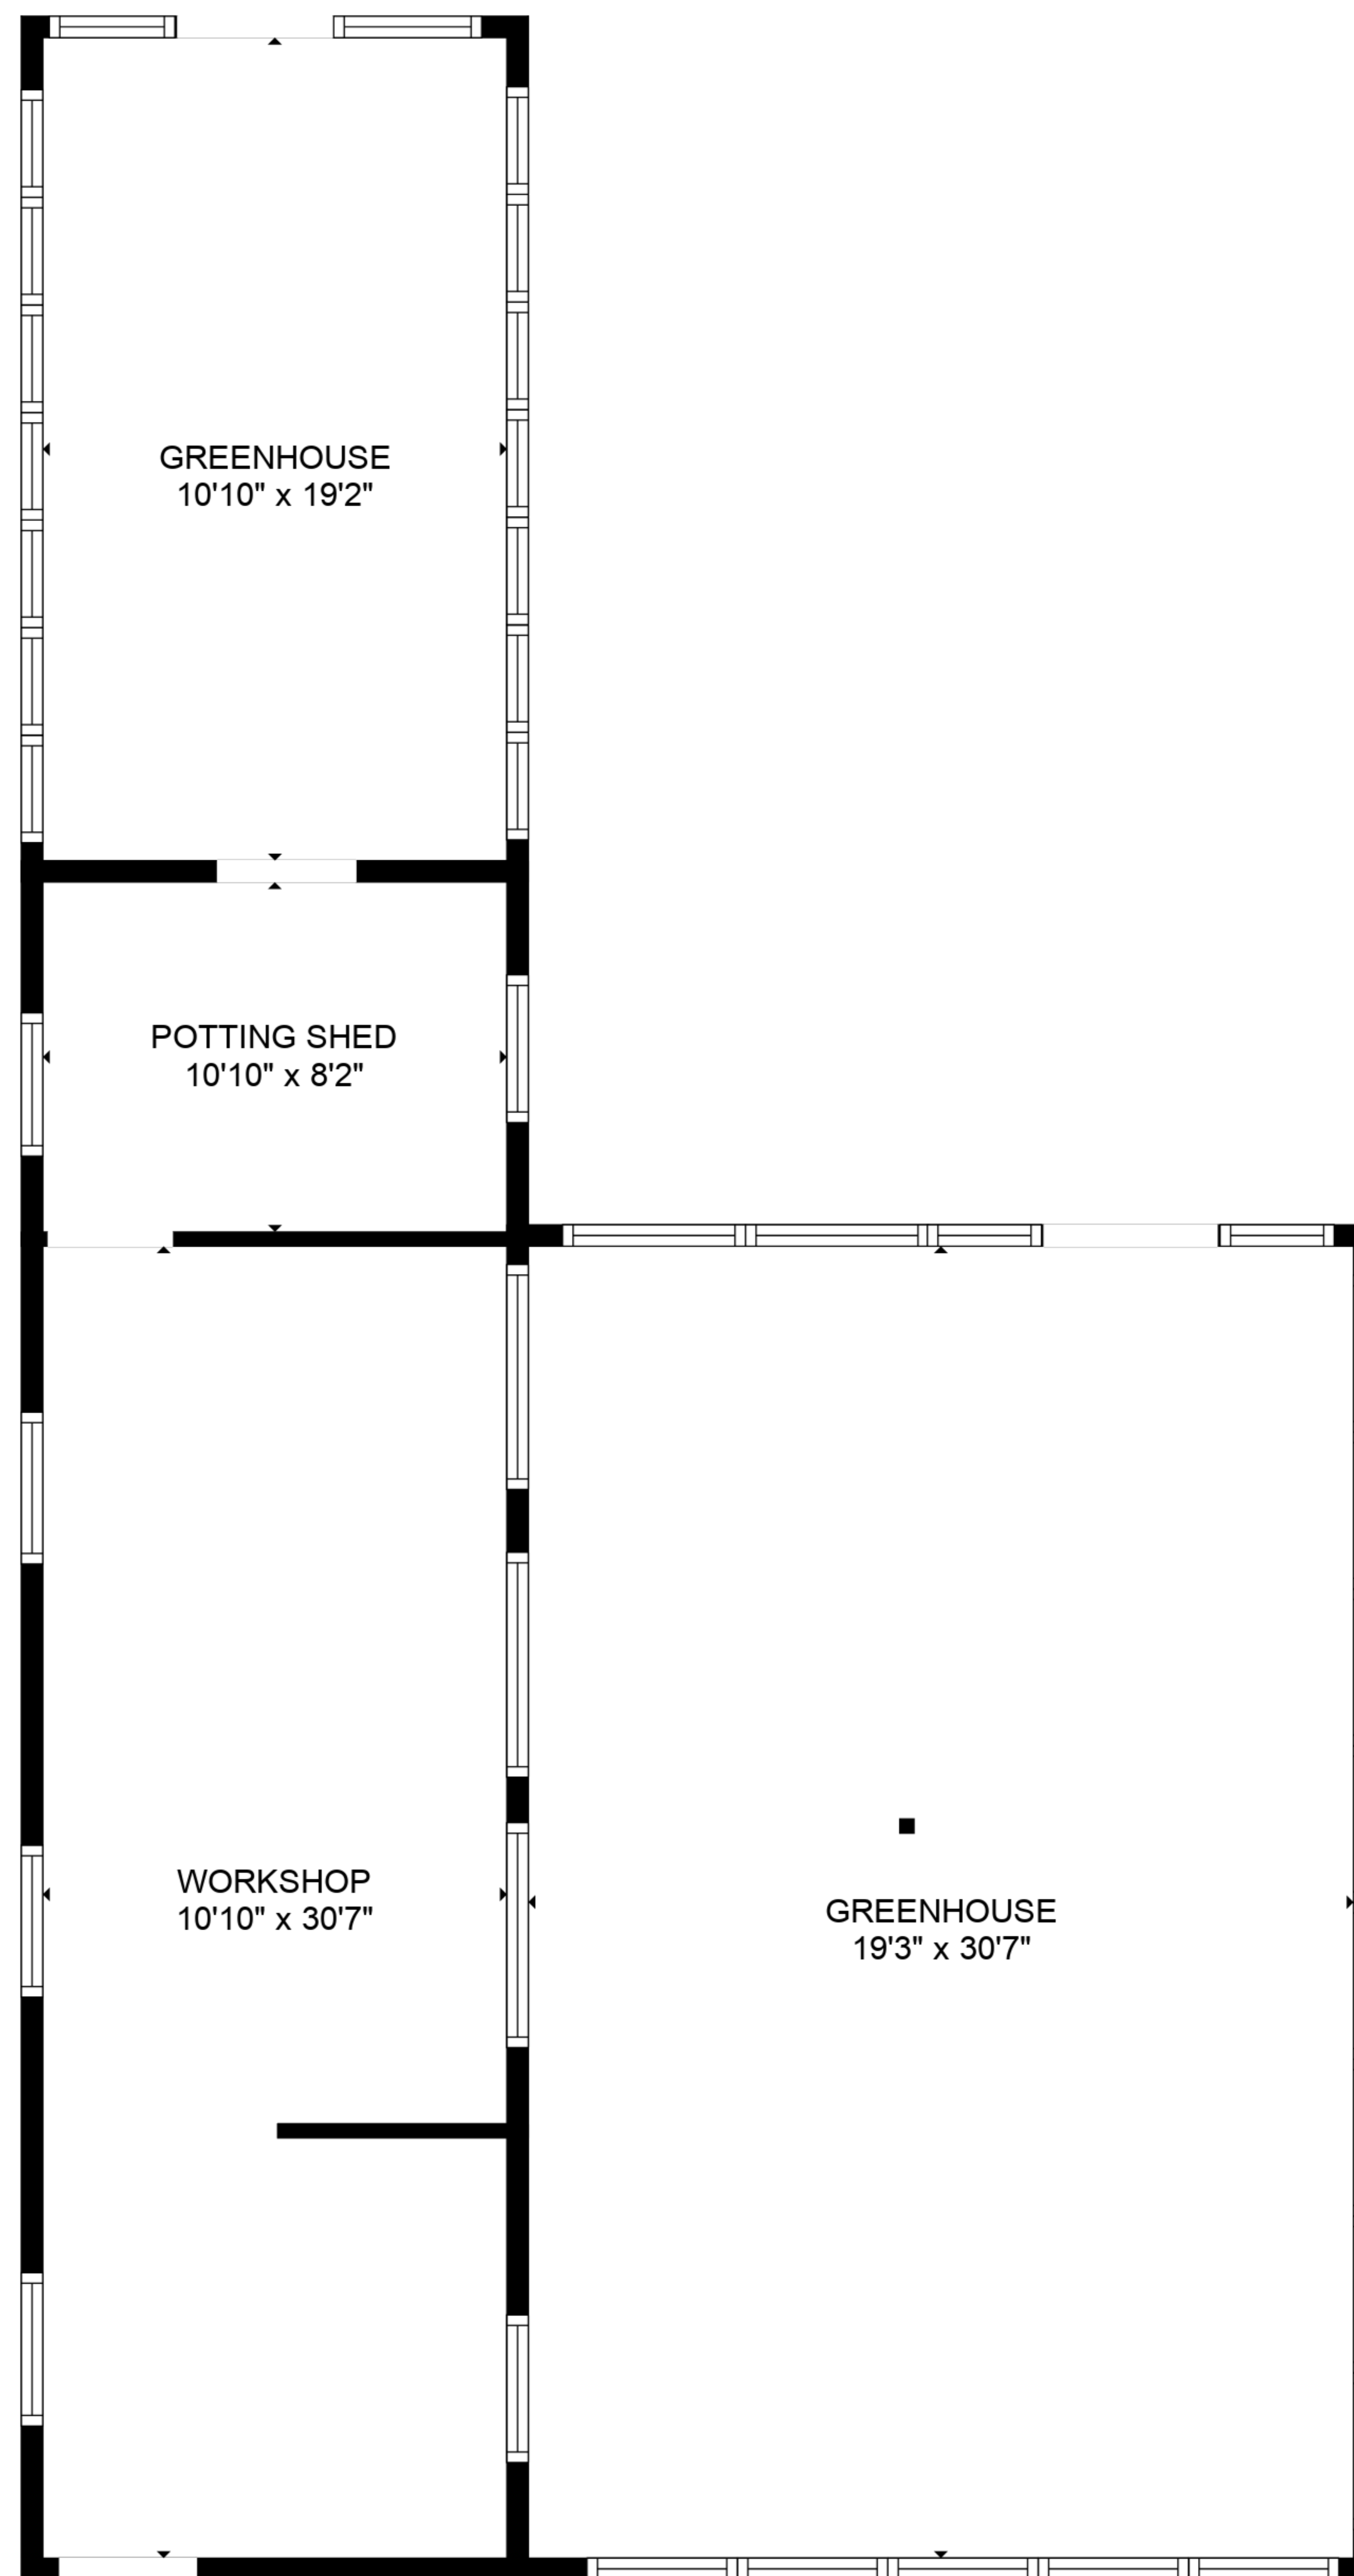 GREENHOUSE
10'10" x 19'2"
POTTING SHED
10'10" x 8'2"
WORKSHOP
10'10" x 30'7"
GREENHOUSE
19'3" x 30'7"